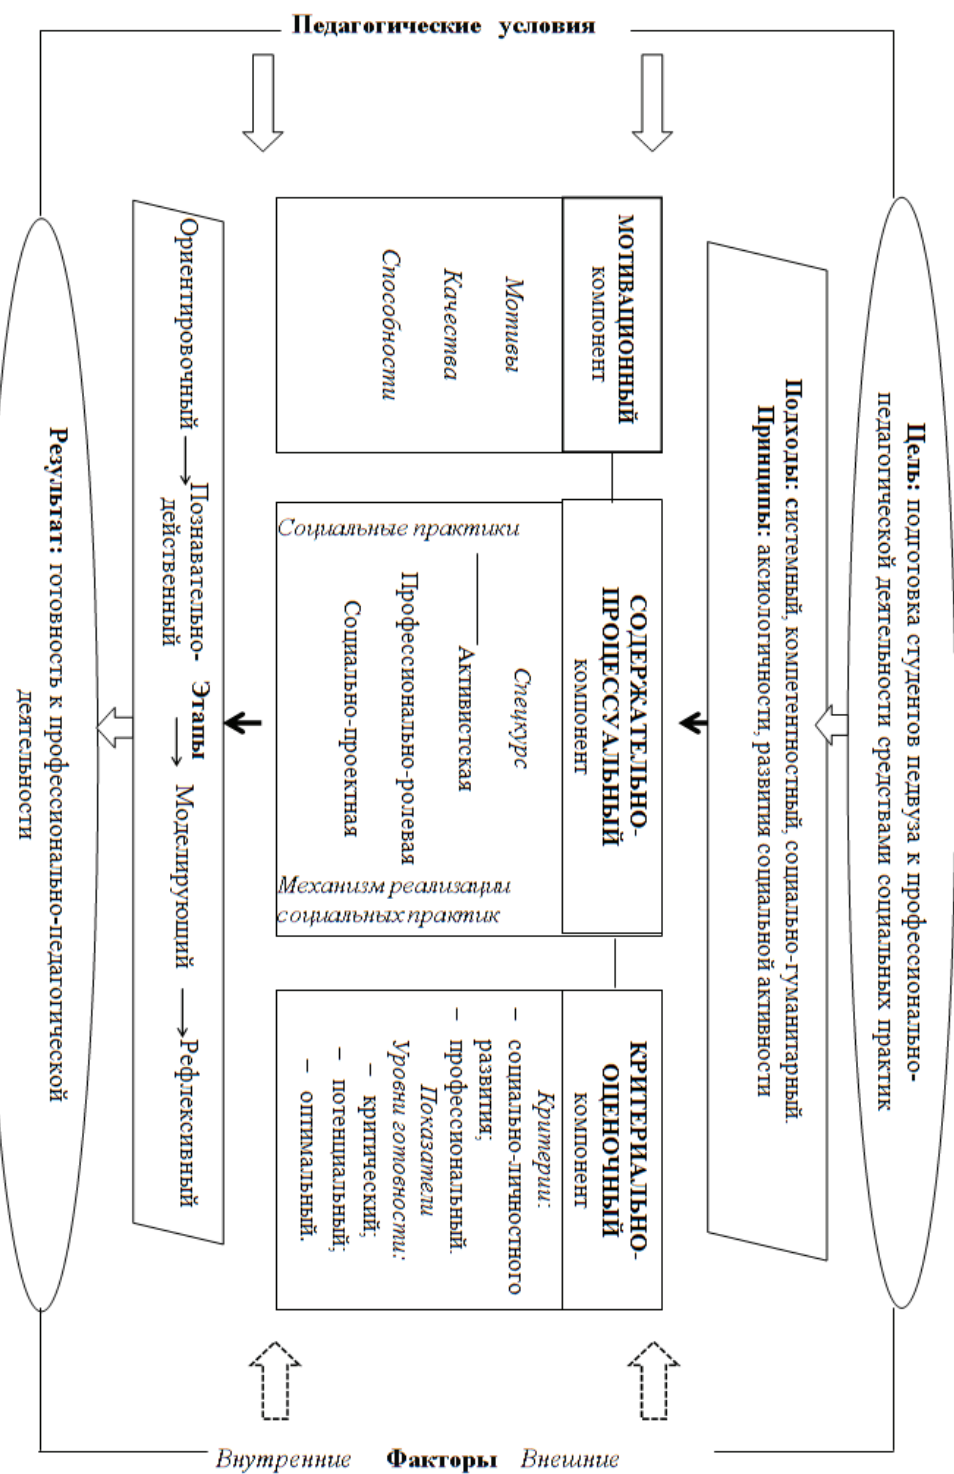 Педагогические условия
Цель: подготовка студентов педвуза к профессионально-
педагогической деятельности средствами социальных практик
Подходы: системный, компетентностный, социально-гуманитарный.
Принципы: аксиологичности, развития социальной активности
МОТИВАЦИОННЫЙ
компонент
Мотивы
Качества
Способности
СОДЕРЖАТЕЛЬНО-
ПРОЦЕССУАЛЬНЫЙ
компонент
Спецкурс
Социальные практики
Активистская
Профессионально-ролевая
Социально-проектная
Механизм реализации
социальных практик
КРИТЕРИАЛЬНО-
ОЦЕНОЧНЫЙ
компонент
Критерии:
– социально-личностного
развития;
– профессиональный.
Показатели
Уровни готовности:
– критический;
– потенциальный;
– оптимальный.
Этапы
Ориентировочный
Познавательно-
действенный
Моделирующий
Рефлексивный
Результат: готовность к профессионально-педагогической
деятельности
Внутренние Факторы Внешние